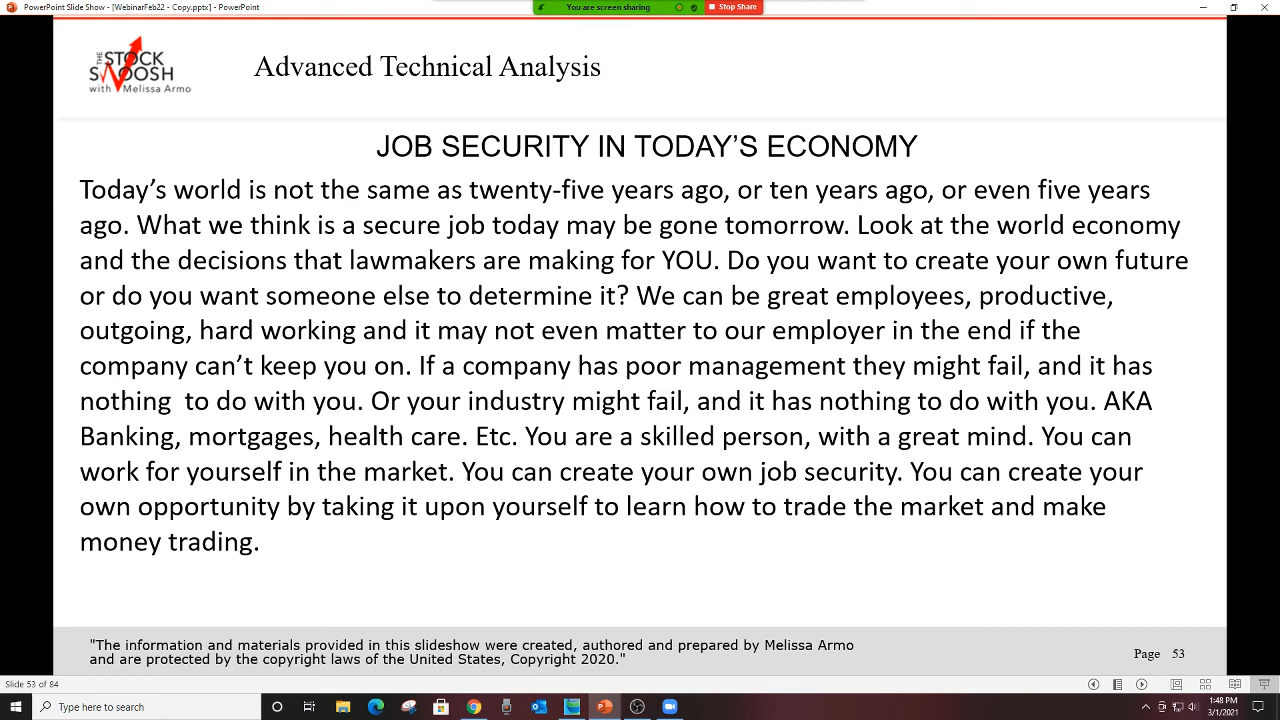 PowerPoint Slide Show - [WebinarFeb22 - Copy.pptx] - PowerPoint
You are screen sharing
Stop Share
THE STOCK
SWOOSH
with Melissa Armo
Advanced Technical Analysis
JOB SECURITY IN TODAY’S ECONOMY
Today’s world is not the same as twenty-five years ago, or ten years ago, or even five years
ago. What we think is a secure job today may be gone tomorrow. Look at the world economy
and the decisions that lawmakers are making for YOU. Do you want to create your own future
or do you want someone else to determine it? We can be great employees, productive,
outgoing, hard working and it may not even matter to our employer in the end if the
company can’t keep you on. If a company has poor management they might fail, and it has
nothing  to do with you. Or your industry might fail, and it has nothing to do with you. AKA
Banking, mortgages, health care. Etc. You are a skilled person, with a great mind. You can
work for yourself in the market. You can create your own job security. You can create your
own opportunity by taking it upon yourself to learn how to trade the market and make
money trading.
"The information and materials provided in this slideshow were created, authored and prepared by Melissa Armo
and are protected by the copyright laws of the United States, Copyright 2020."
Page 53
Slide 53 of 84
Type here to search
1:48 PM
3/1/2021